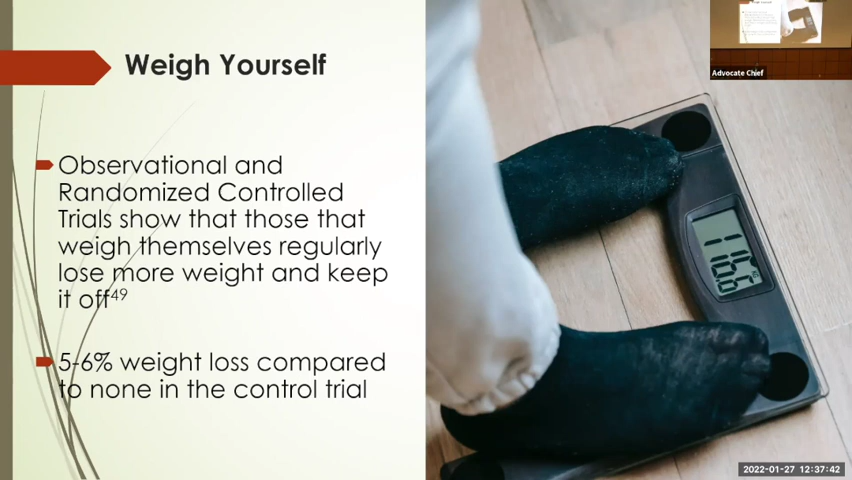 Weigh Yourself
Observational and
Randomized Controlled
Trials show that those that
weigh themselves regularly
lose more weight and keep
it off49
5-6% weight loss compared
to none in the control trial
Advocate Chief
2022-01-27 12:37:42